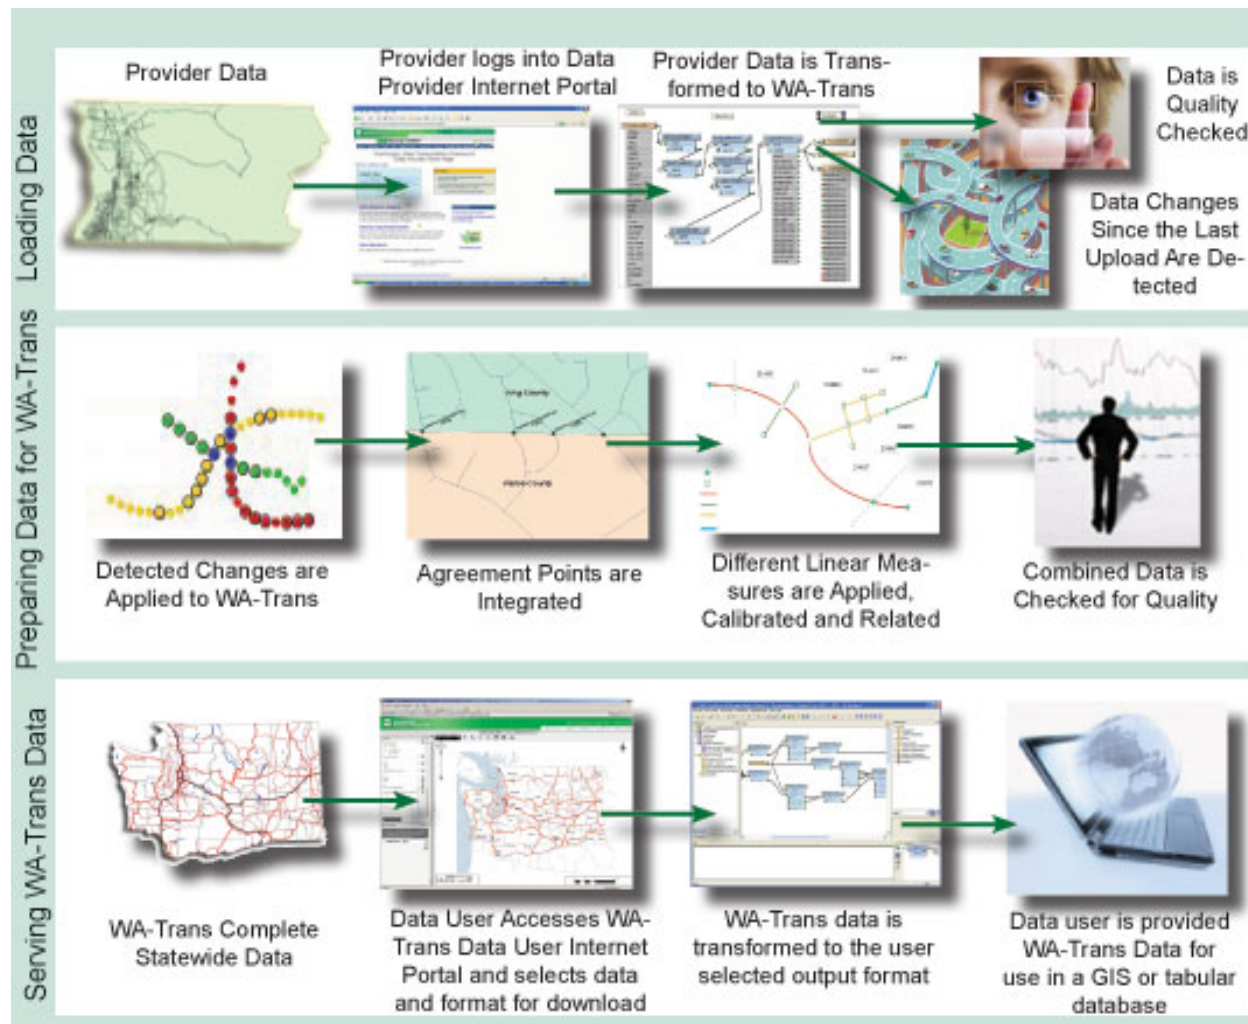 Loading Data
Provider Data
Provider logs into Data
Provider Internet Portal
Provider Data is Trans-
formed to WA-Trans
Data is
Quality
Checked
Data Changes
Since the Last
Upload Are De-
tected
Preparing Data for WA-Trans
Detected Changes are
Applied to WA-Trans
Agreement Points are
Integrated
Different Linear Mea-
sures are Applied,
Calibrated and Related
Combined Data is
Checked for Quality
Serving WA-Trans Data
WA-Trans Complete
Statewide Data
Data User Accesses WA-
Trans Data User Internet
Portal and selects data
and format for download
WA-Trans data is
transformed to the user
selected output format
Data user is provided
WA-Trans Data for
use in a GIS or tabular
database